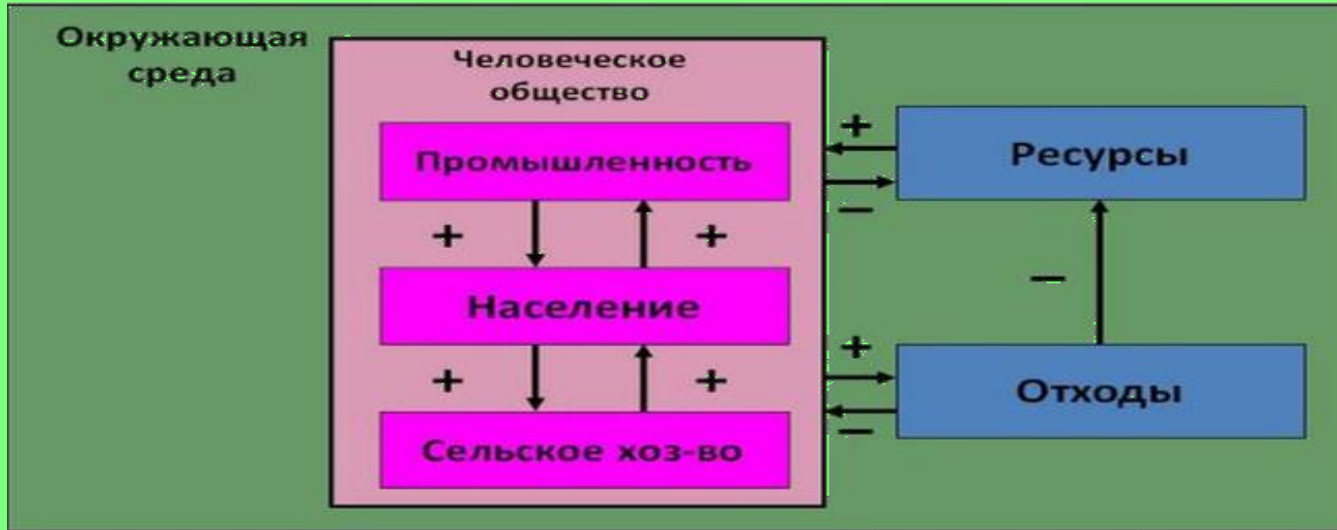 Окружающая
среда
Человеческое
общество
Промышленность
+
+
Население
+
+
Сельское хоз-во
+
−
Ресурсы
−
+
−
Отходы